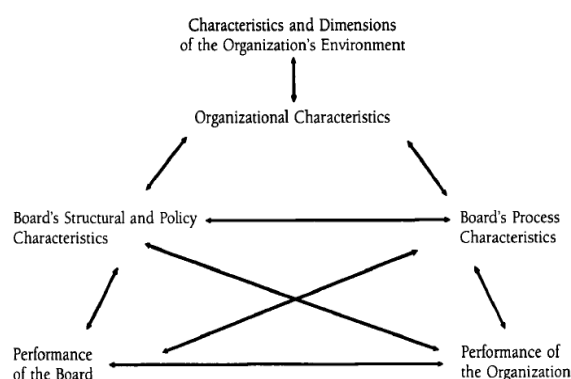 Characteristics and Dimensions
of the Organization's Environment
Organizational Characteristics
Board's Structural and Policy
Characteristics
Board's Process
Characteristics
Performance
of the Board
Performance of
the Organization